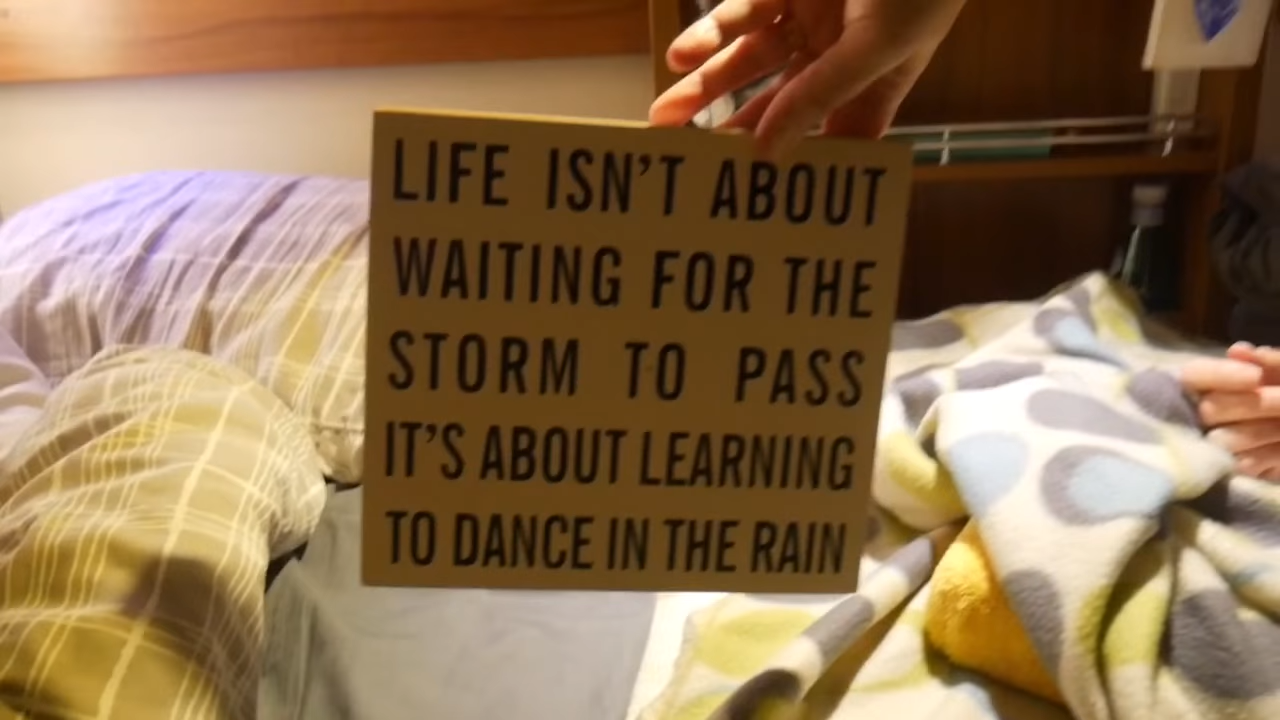 LIFE ISN'T ABOUT
WAITING FOR THE
STORM TO PASS
IT'S ABOUT LEARNING
TO DANCE IN THE RAIN